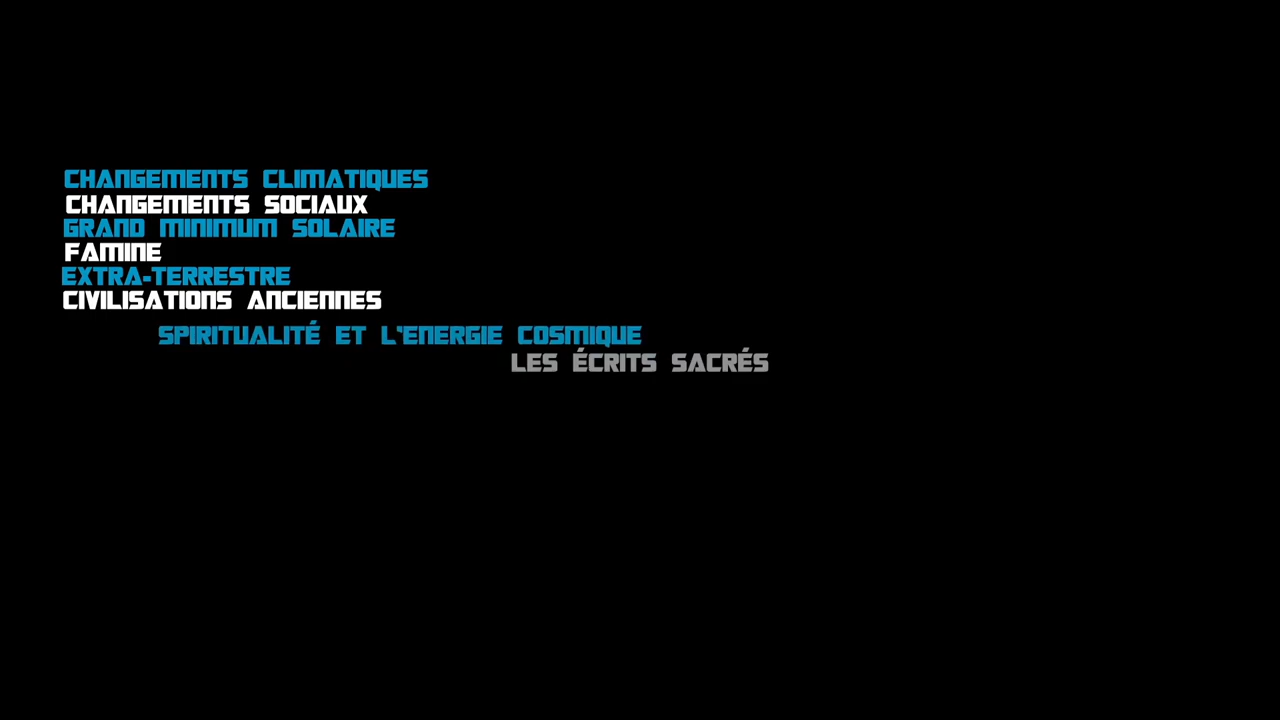 CHANGEMENTS CLIMATIQUES
CHANGEMENTS SOCIAUX
GRAND MINIMUM SOLAIRE
FAMINE
EXTRA-TERRESTRE
CIVILISATIONS ANCIENNES
SPIRITUALITÉ ET L'ENERGIE COSMIQUE
LES ÉCRITS SACRÉS